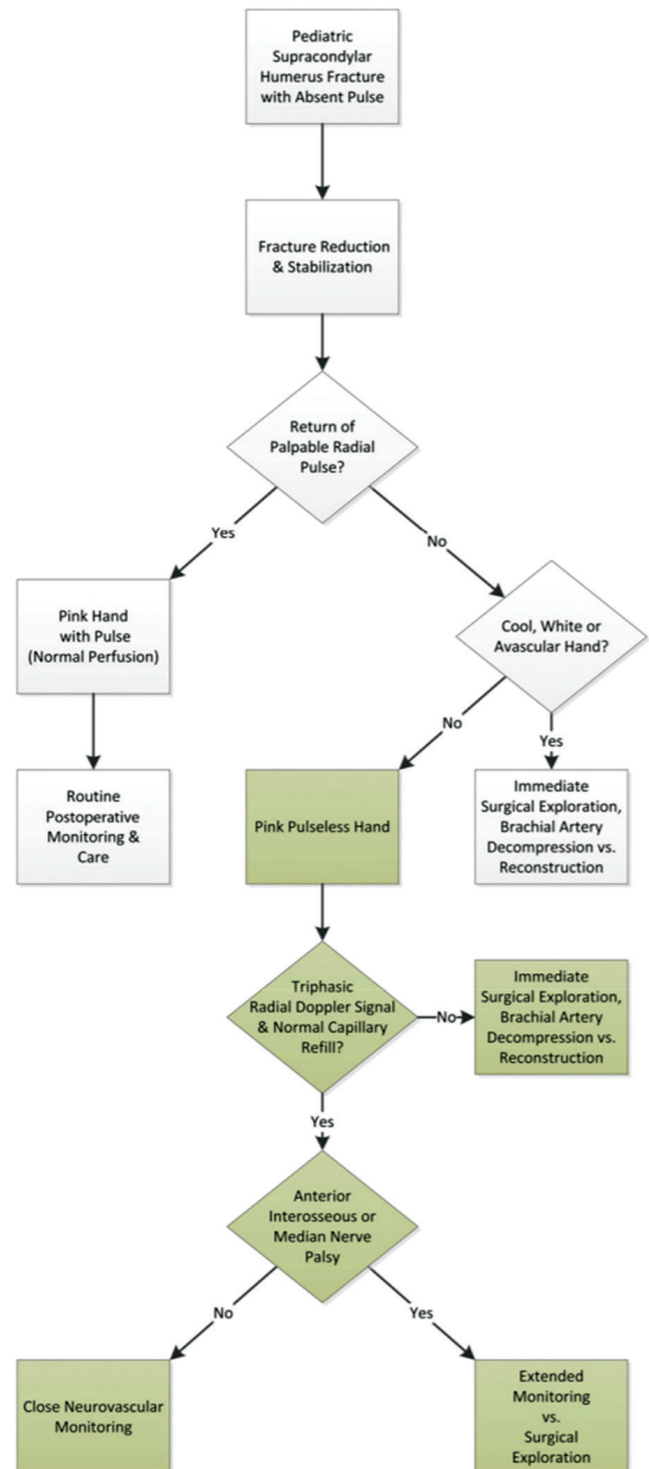 Pediatric
Supracondylar
Humerus Fracture
with Absent Pulse
Fracture Reduction
& Stabilization
Return of
Palpable Radial
Pulse?
Yes
No
Pink Hand
with Pulse
(Normal Perfusion)
Cool, White or
Avascular Hand?
No
Yes
Routine
Postoperative
Monitoring &
Care
Pink Pulseless Hand
Immediate
Surgical Exploration,
Brachial Artery
Decompression vs.
Reconstruction
Triphasic
Radial Doppler Signal
& Normal Capillary
Refill?
No
Immediate
Surgical Exploration,
Brachial Artery
Decompression vs.
Reconstruction
Yes
Anterior
Interosseous or
Median Nerve
Palsy
No
Yes
Close Neurovascular
Monitoring
Extended
Monitoring
vs.
Surgical
Exploration